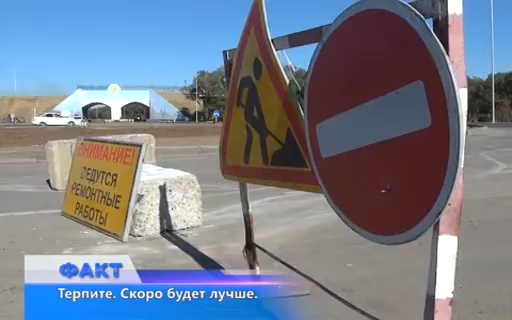 ВНИМАНИЕ!
ВЕДУТСЯ
РЕМОНТНЫЕ
РАБОТЫ
ФАКТ
Терпите. Скоро будет лучше.